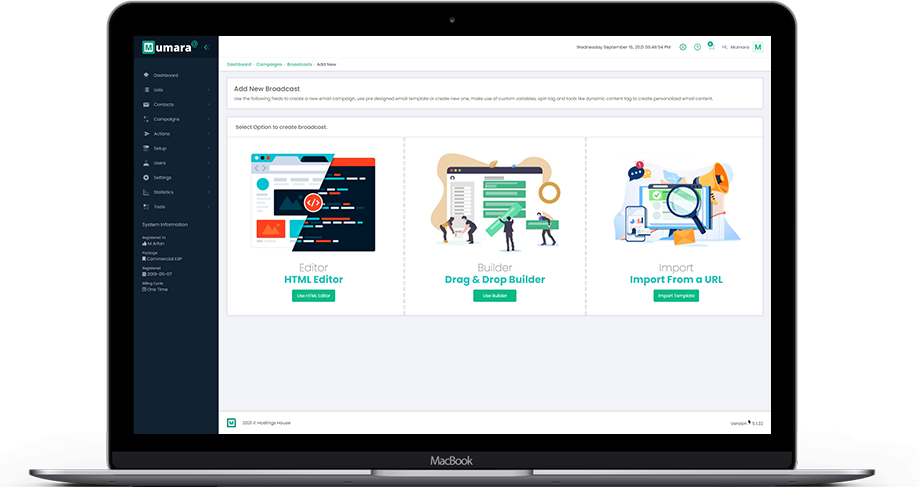 Mumara
Wednesday September 15, 2021
Hi, Mumara M
Dashboard
Lists
Contacts
Campaigns
Actions
Setup
Users
Settings
Statistics
Tools
System Information
Registered To
M Arfan
Package
Commercial ESP
Registered
2019-05-07
Billing Cycle
One Time
Dashboard Campaigns Broadcasts Add New
Add New Broadcast
Use the following fields to create a new email campaign, use pre designed email template or create new one, make use of custom variables, spin tag and tools like dynamic content tag to create personalized email content.
Select Option to create broadcast.
Editor
HTML Editor
Use HTML Editor
Builder
Drag & Drop Builder
Use Builder
Import
Import From a URL
Import Template
M 2021 © Hostings House
Version 5.1.32
MacBook